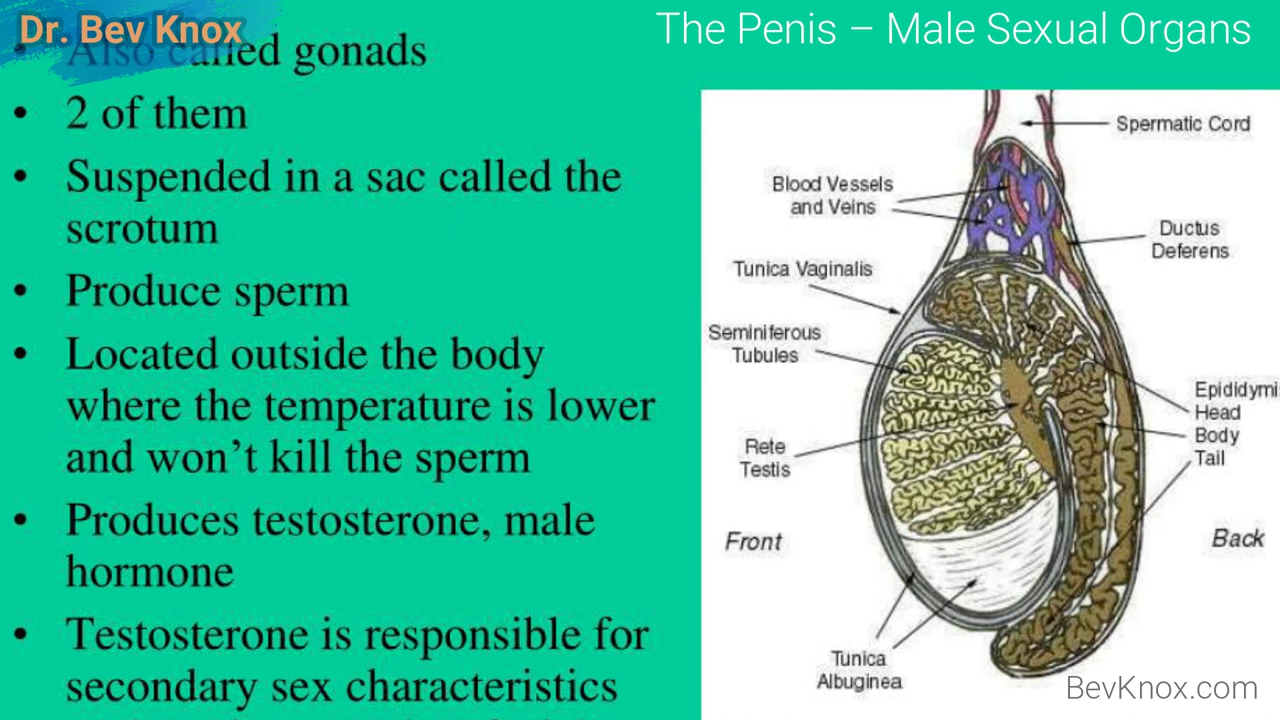 Dr. Bev Knox
The Penis – Male Sexual Organs
• Also called gonads
• 2 of them
• Suspended in a sac called the
scrotum
• Produce sperm
• Located outside the body
where the temperature is lower
and won’t kill the sperm
• Produces testosterone, male
hormone
• Testosterone is responsible for
secondary sex characteristics
Spermatic Cord
Blood Vessels
and Veins
Ductus
Deferens
Tunica Vaginalis
Seminiferous
Tubules
Epididymi
Head
Body
Tail
Rete
Testis
Front
Back
Tunica
Albuginea
BevKnox.com